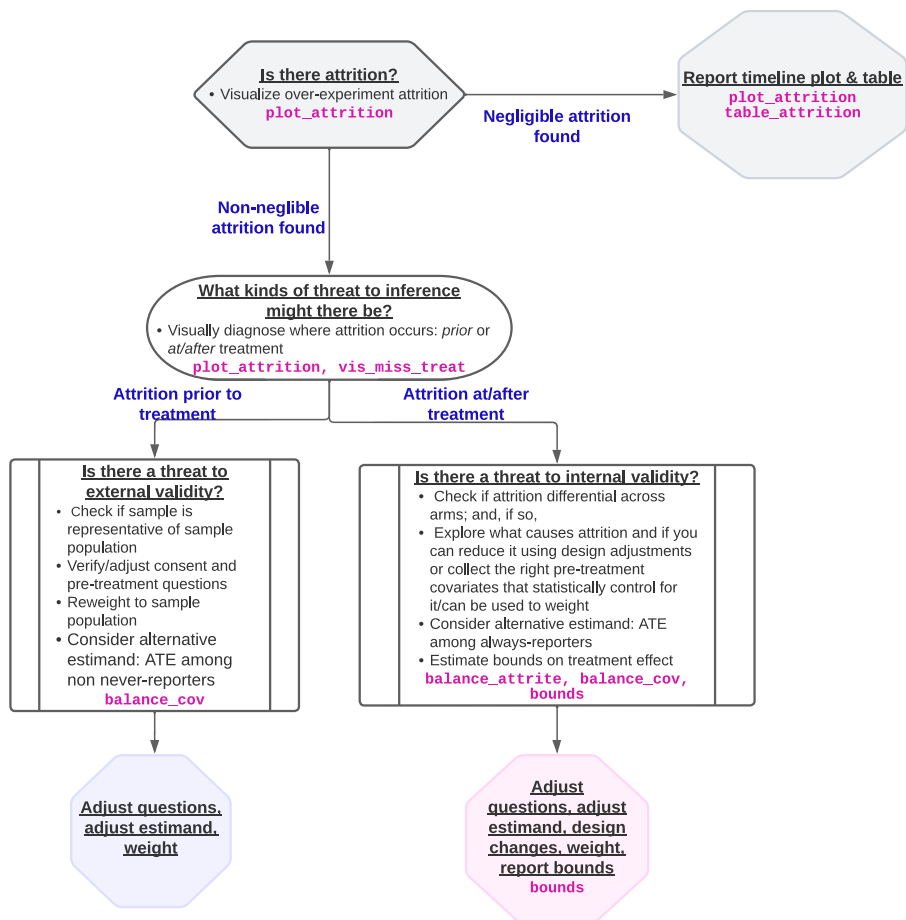 Is there attrition?
• Visualize over-experiment attrition
plot_attrition
Report timeline plot & table
plot_attrition
table_attrition
Negligible attrition
found
Non-neglible
attrition found
What kinds of threat to inference
might there be?
• Visually diagnose where attrition occurs: prior or
at/after treatment
plot_attrition, vis_miss_treat
Attrition prior to
treatment
Attrition at/after
treatment
Is there a threat to
external validity?
• Check if sample is
representative of sample
population
• Verify/adjust consent and
pre-treatment questions
• Reweight to sample
population
• Consider alternative
estimand: ATE among
non never-reporters
balance_cov
Is there a threat to internal validity?
• Check if attrition differential across
arms; and, if so,
• Explore what causes attrition and if you
can reduce it using design adjustments
or collect the right pre-treatment
covariates that statistically control for
it/can be used to weight
• Consider alternative estimand: ATE
among always-reporters
• Estimate bounds on treatment effect
balance_attrite, balance_cov,
bounds
Adjust questions,
adjust estimand,
weight
Adjust
questions, adjust
estimand, design
changes, weight,
report bounds
bounds